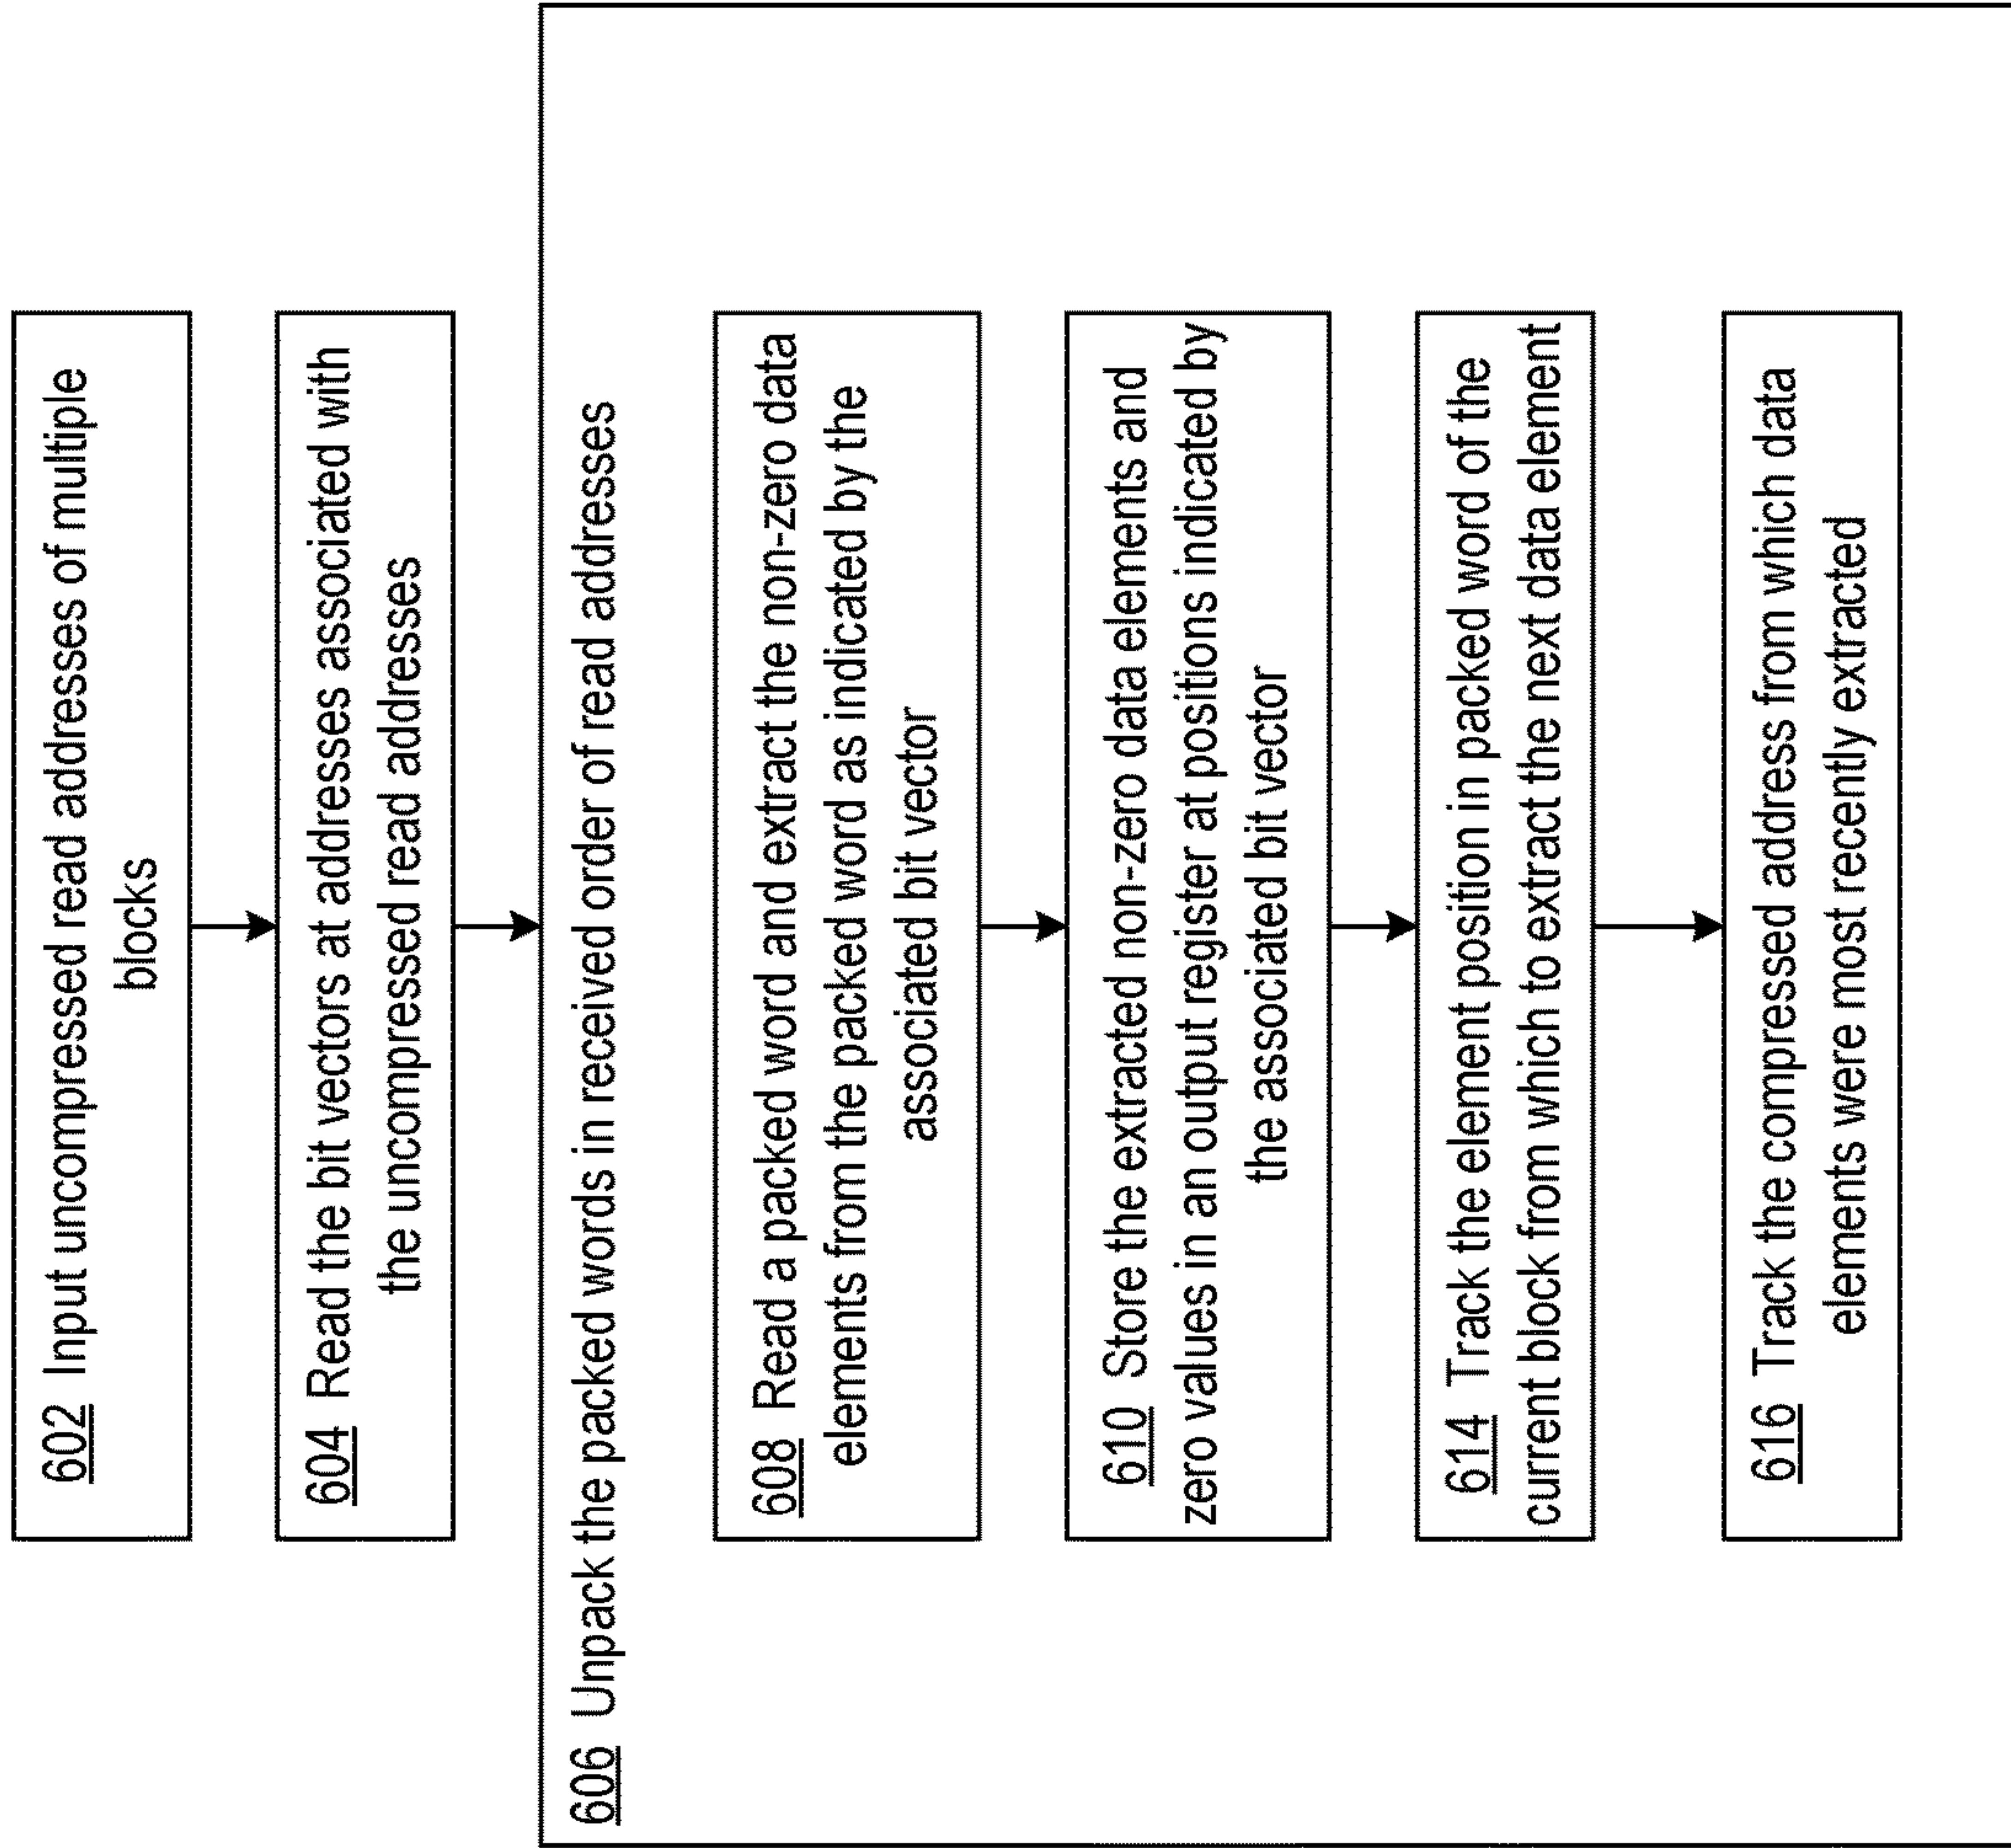 602 Input uncompressed read addresses of multiple
blocks
604 Read the bit vectors at addresses associated with
the uncompressed read addresses
606 Unpack the packed words in received order of read addresses
608 Read a packed word and extract the non-zero data
elements from the packed word as indicated by the
associated bit vector
610 Store the extracted non-zero data elements and
zero values in an output register at positions indicated by
the associated bit vector
614 Track the element position in packed word of the
current block from which to extract the next data element
616 Track the compressed address from which data
elements were most recently extracted